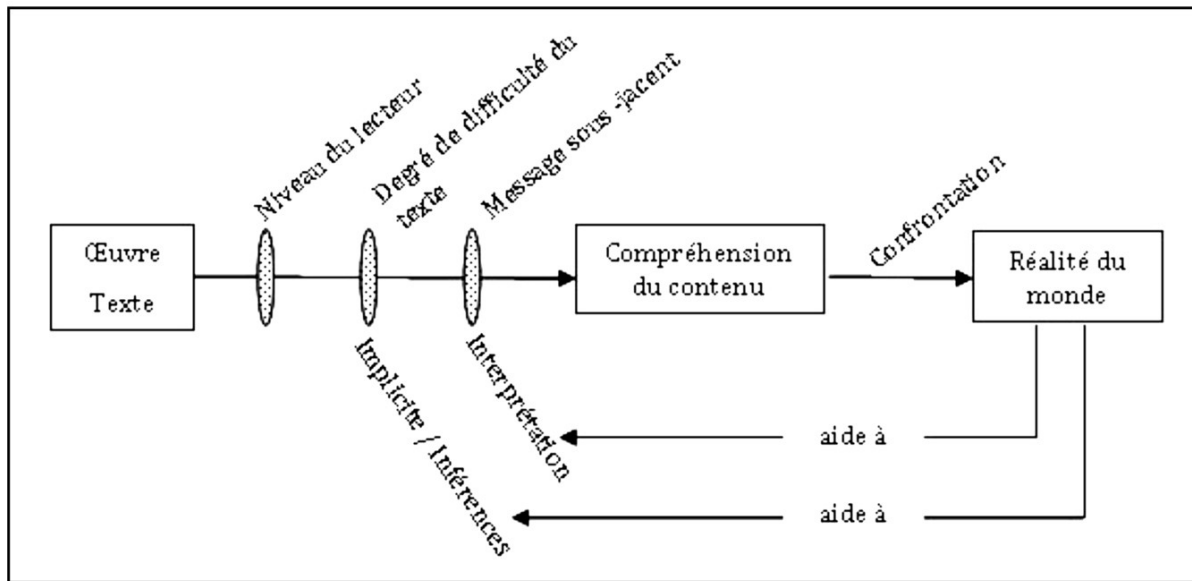 Niveau du lecteur
Degré de difficulté du
texte
Message sous -jacent
Œuvre
Texte
Compréhension
du contenu
Confrontation
Réalité du
monde
Implicite / Inférences
Interprétation
aide à
aide à